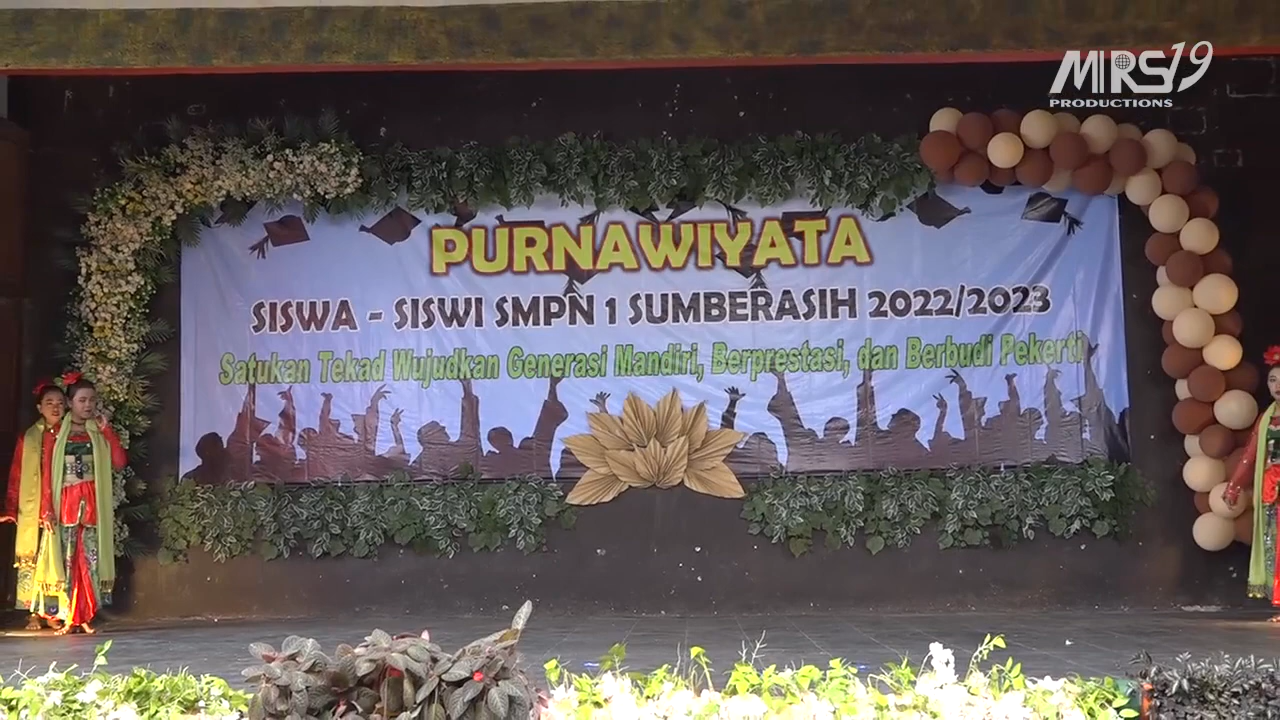 MRS19
PRODUCTIONS
PURNAWIYATA
SISWA - SISWI SMPN 1 SUMBERASIH 2022/2023
Satukan Tekad Wujudkan Generasi Mandiri, Berprestasi, dan Berbudi Pekerti